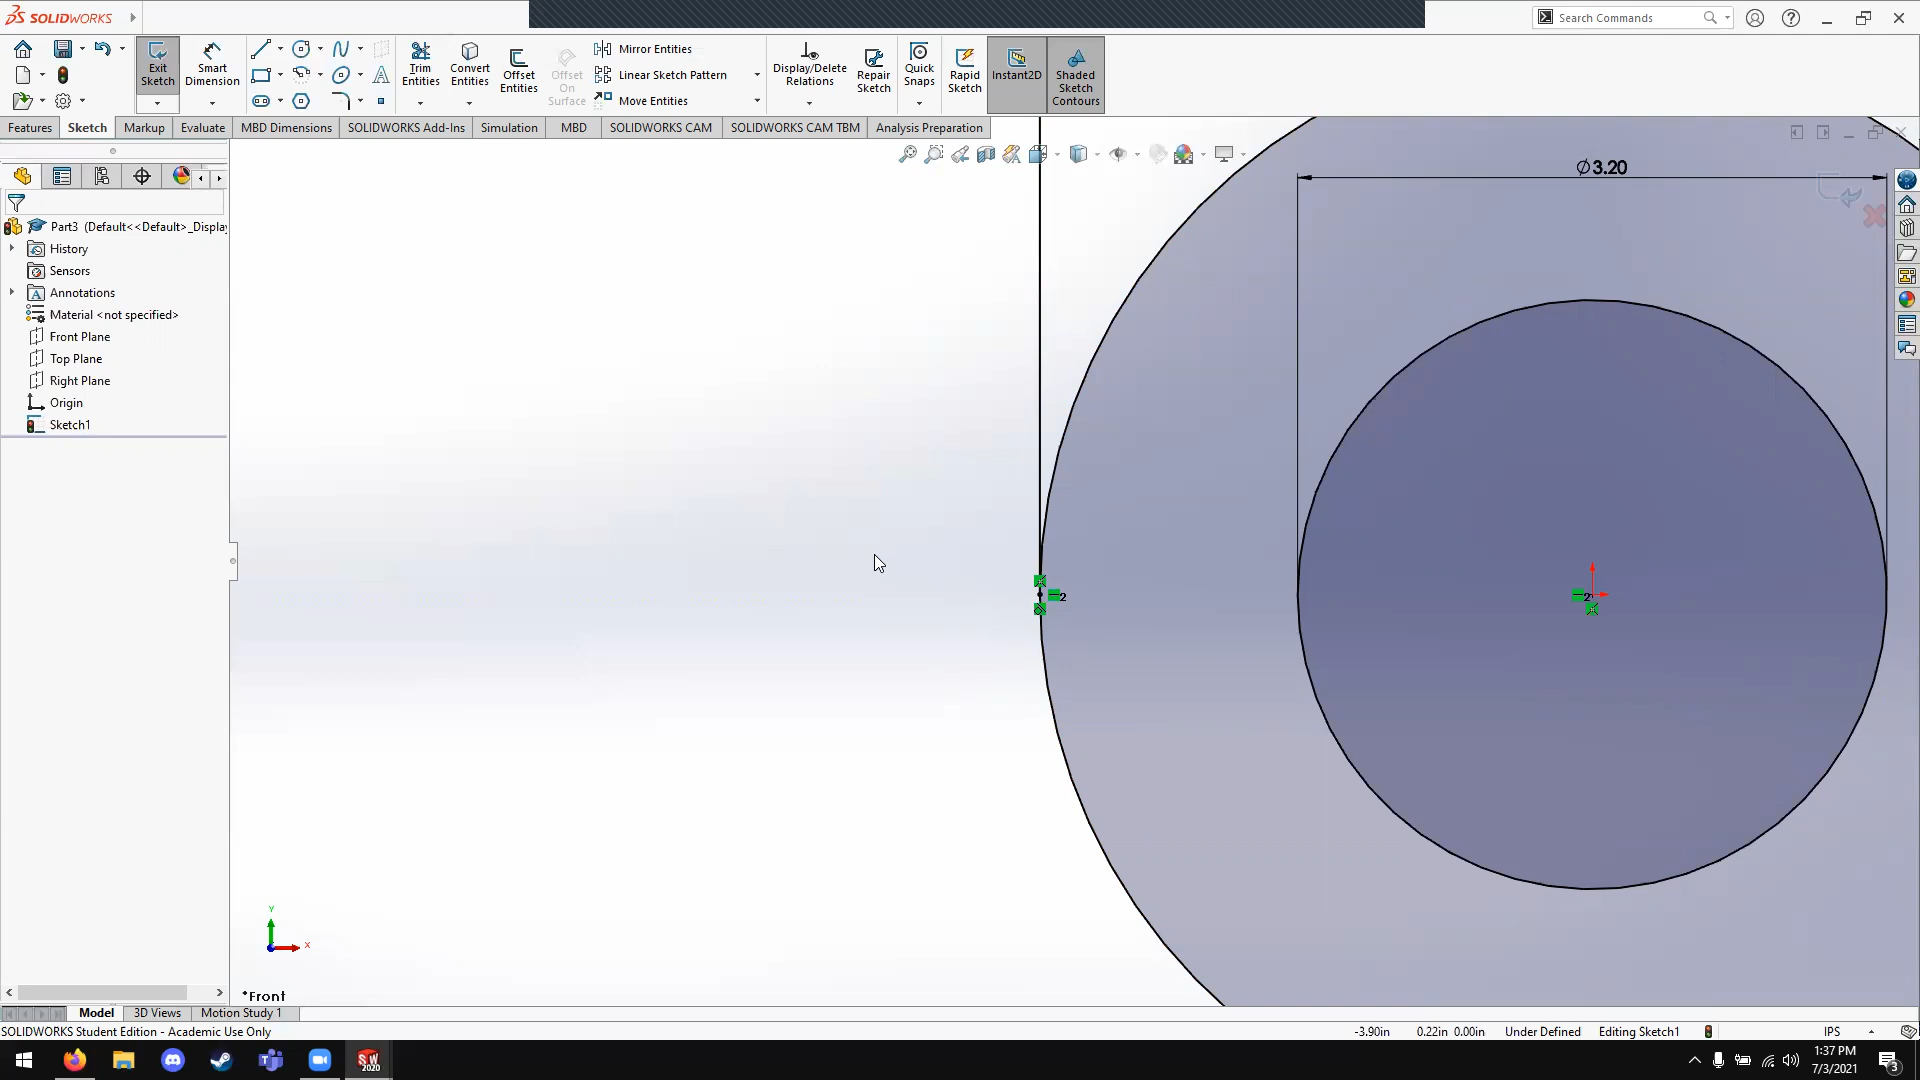 SOLIDWORKS
Search Commands
Exit Sketch
Smart Dimension
Trim Entities
Convert Entities
Offset Entities
Offset On Surface
Mirror Entities
Linear Sketch Pattern
Move Entities
Display/Delete Relations
Repair Sketch
Quick Snaps
Rapid Sketch
Instant2D
Shaded Sketch Contours
Features
Sketch
Markup
Evaluate
MBD Dimensions
SOLIDWORKS Add-Ins
Simulation
MBD
SOLIDWORKS CAM
SOLIDWORKS CAM TBM
Analysis Preparation
Ø3.20
Part3 (Default<<Default>_Display
History
Sensors
Annotations
Material <not specified>
Front Plane
Top Plane
Right Plane
Origin
Sketch1
2
2
Y
X
*Front
Model
3D Views
Motion Study 1
SOLIDWORKS Student Edition - Academic Use Only
-3.90in
0.22in 0.00in
Under Defined
Editing Sketch1
IPS
SW 2020
1:37 PM
7/3/2021
3